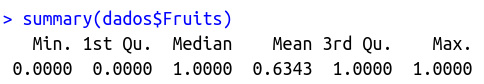 > summary(dados$Fruits)
Min. 1st Qu. Median Mean 3rd Qu. Max.
0.0000 0.0000 1.0000 0.6343 1.0000 1.0000